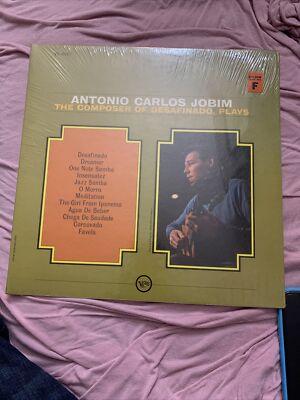 F
ANTONIO CARLOS JOBIM
THE COMPOSER OF DESAFINADO, PLAYS
Desafinado
Dreamer
One Note Samba
Insensatez
Jazz Samba
O Morro
Meditation
The Girl From Ipanema
Agua De Beber
Chega De Saudade
Corcovado
Favela
Verve